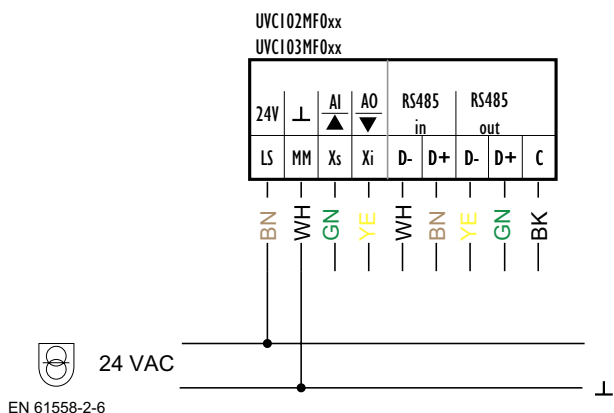 UVC102MF0xx
UVC103MF0xx
24V ⊥ AI AO RS485 RS485
in out
LS MM Xs Xi D- D+ D- D+ C
BN WH GN YE WH BN YE GN BK
24 VAC
⊥
EN 61558-2-6